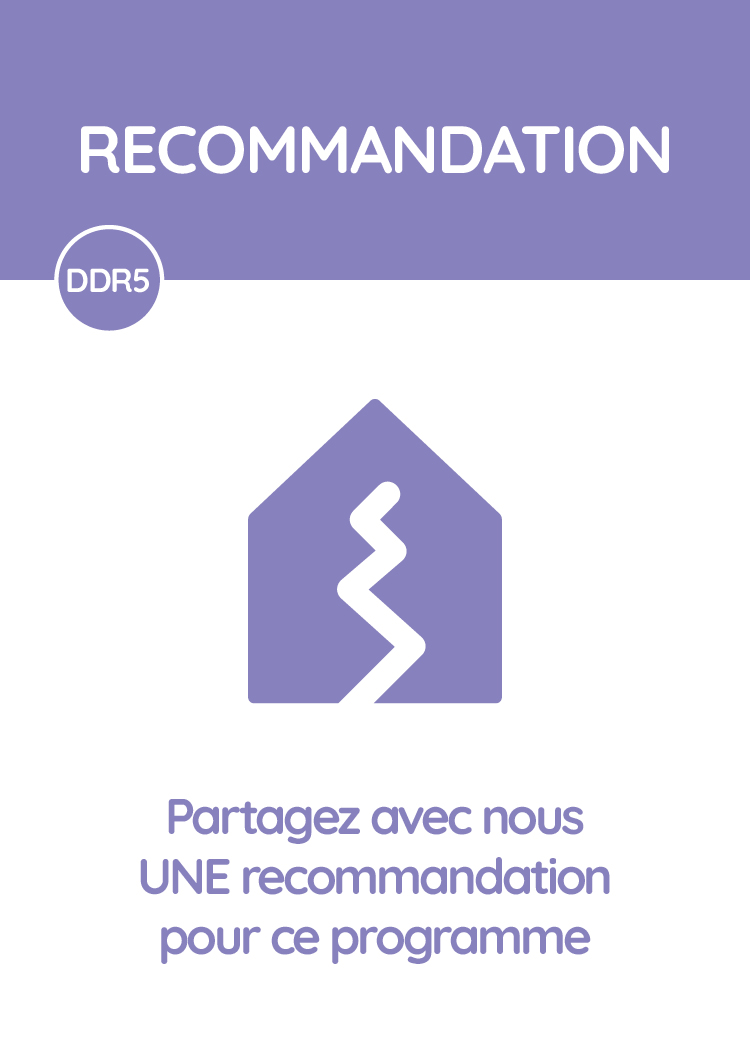 RECOMMANDATION
DDR5
Partagez avec nous
UNE recommandation
pour ce programme